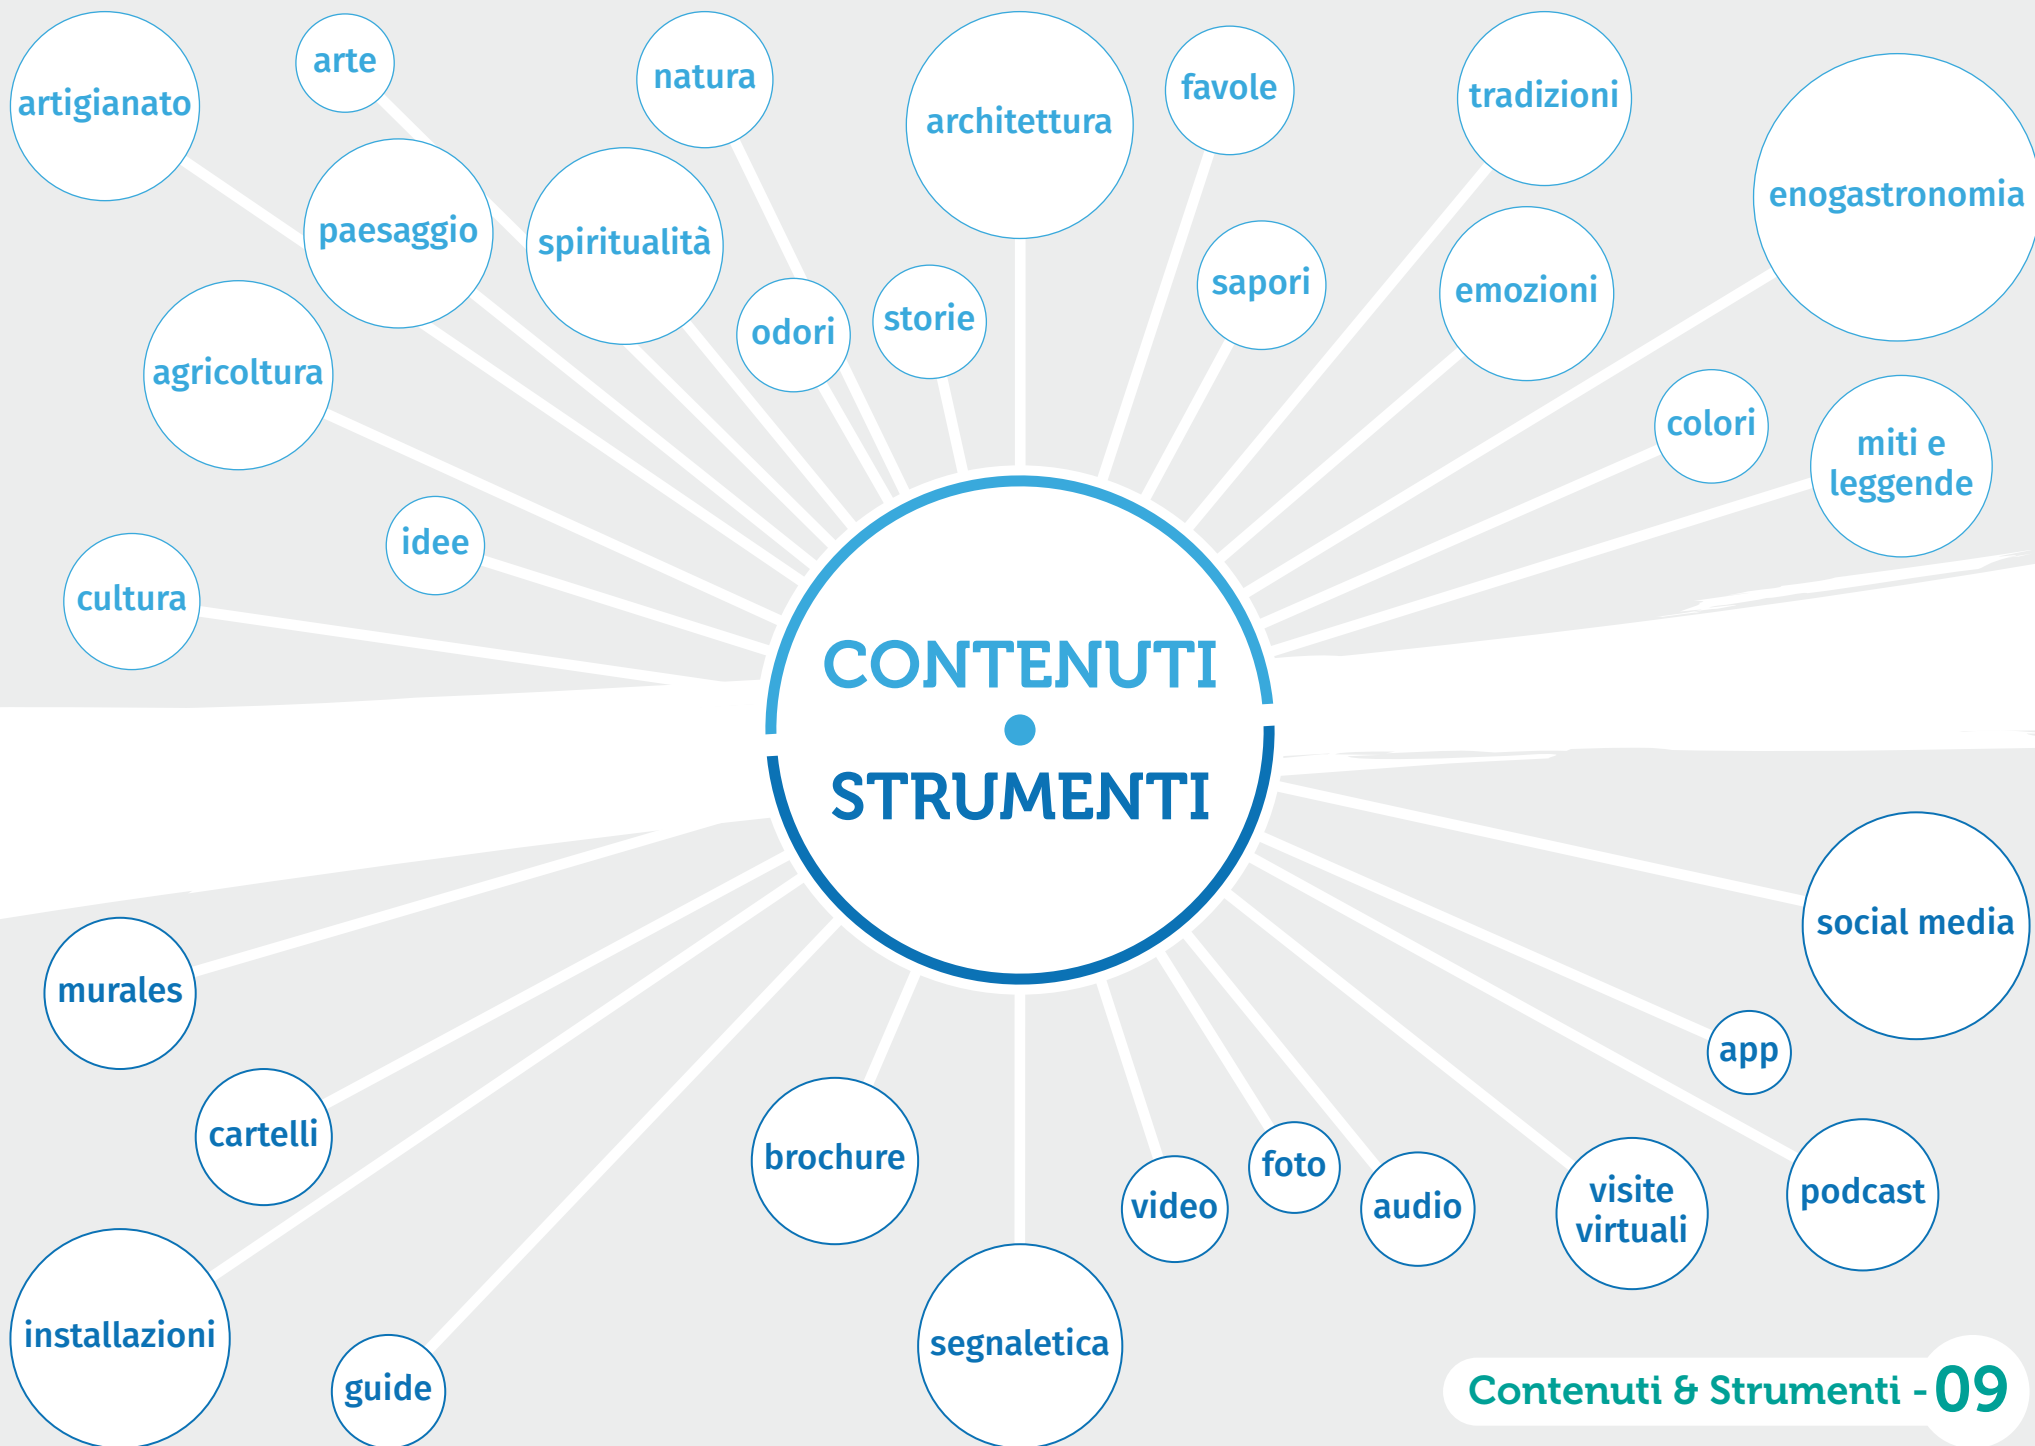 artigianato
arte
natura
architettura
favole
tradizioni
enogastronomia
paesaggio
spiritualità
odori
storie
sapori
emozioni
agricoltura
colori
miti e
leggende
idee
cultura
CONTENUTI
STRUMENTI
social media
murales
app
cartelli
brochure
video
foto
audio
visite
virtuali
podcast
installazioni
guide
segnaletica
Contenuti & Strumenti - 09